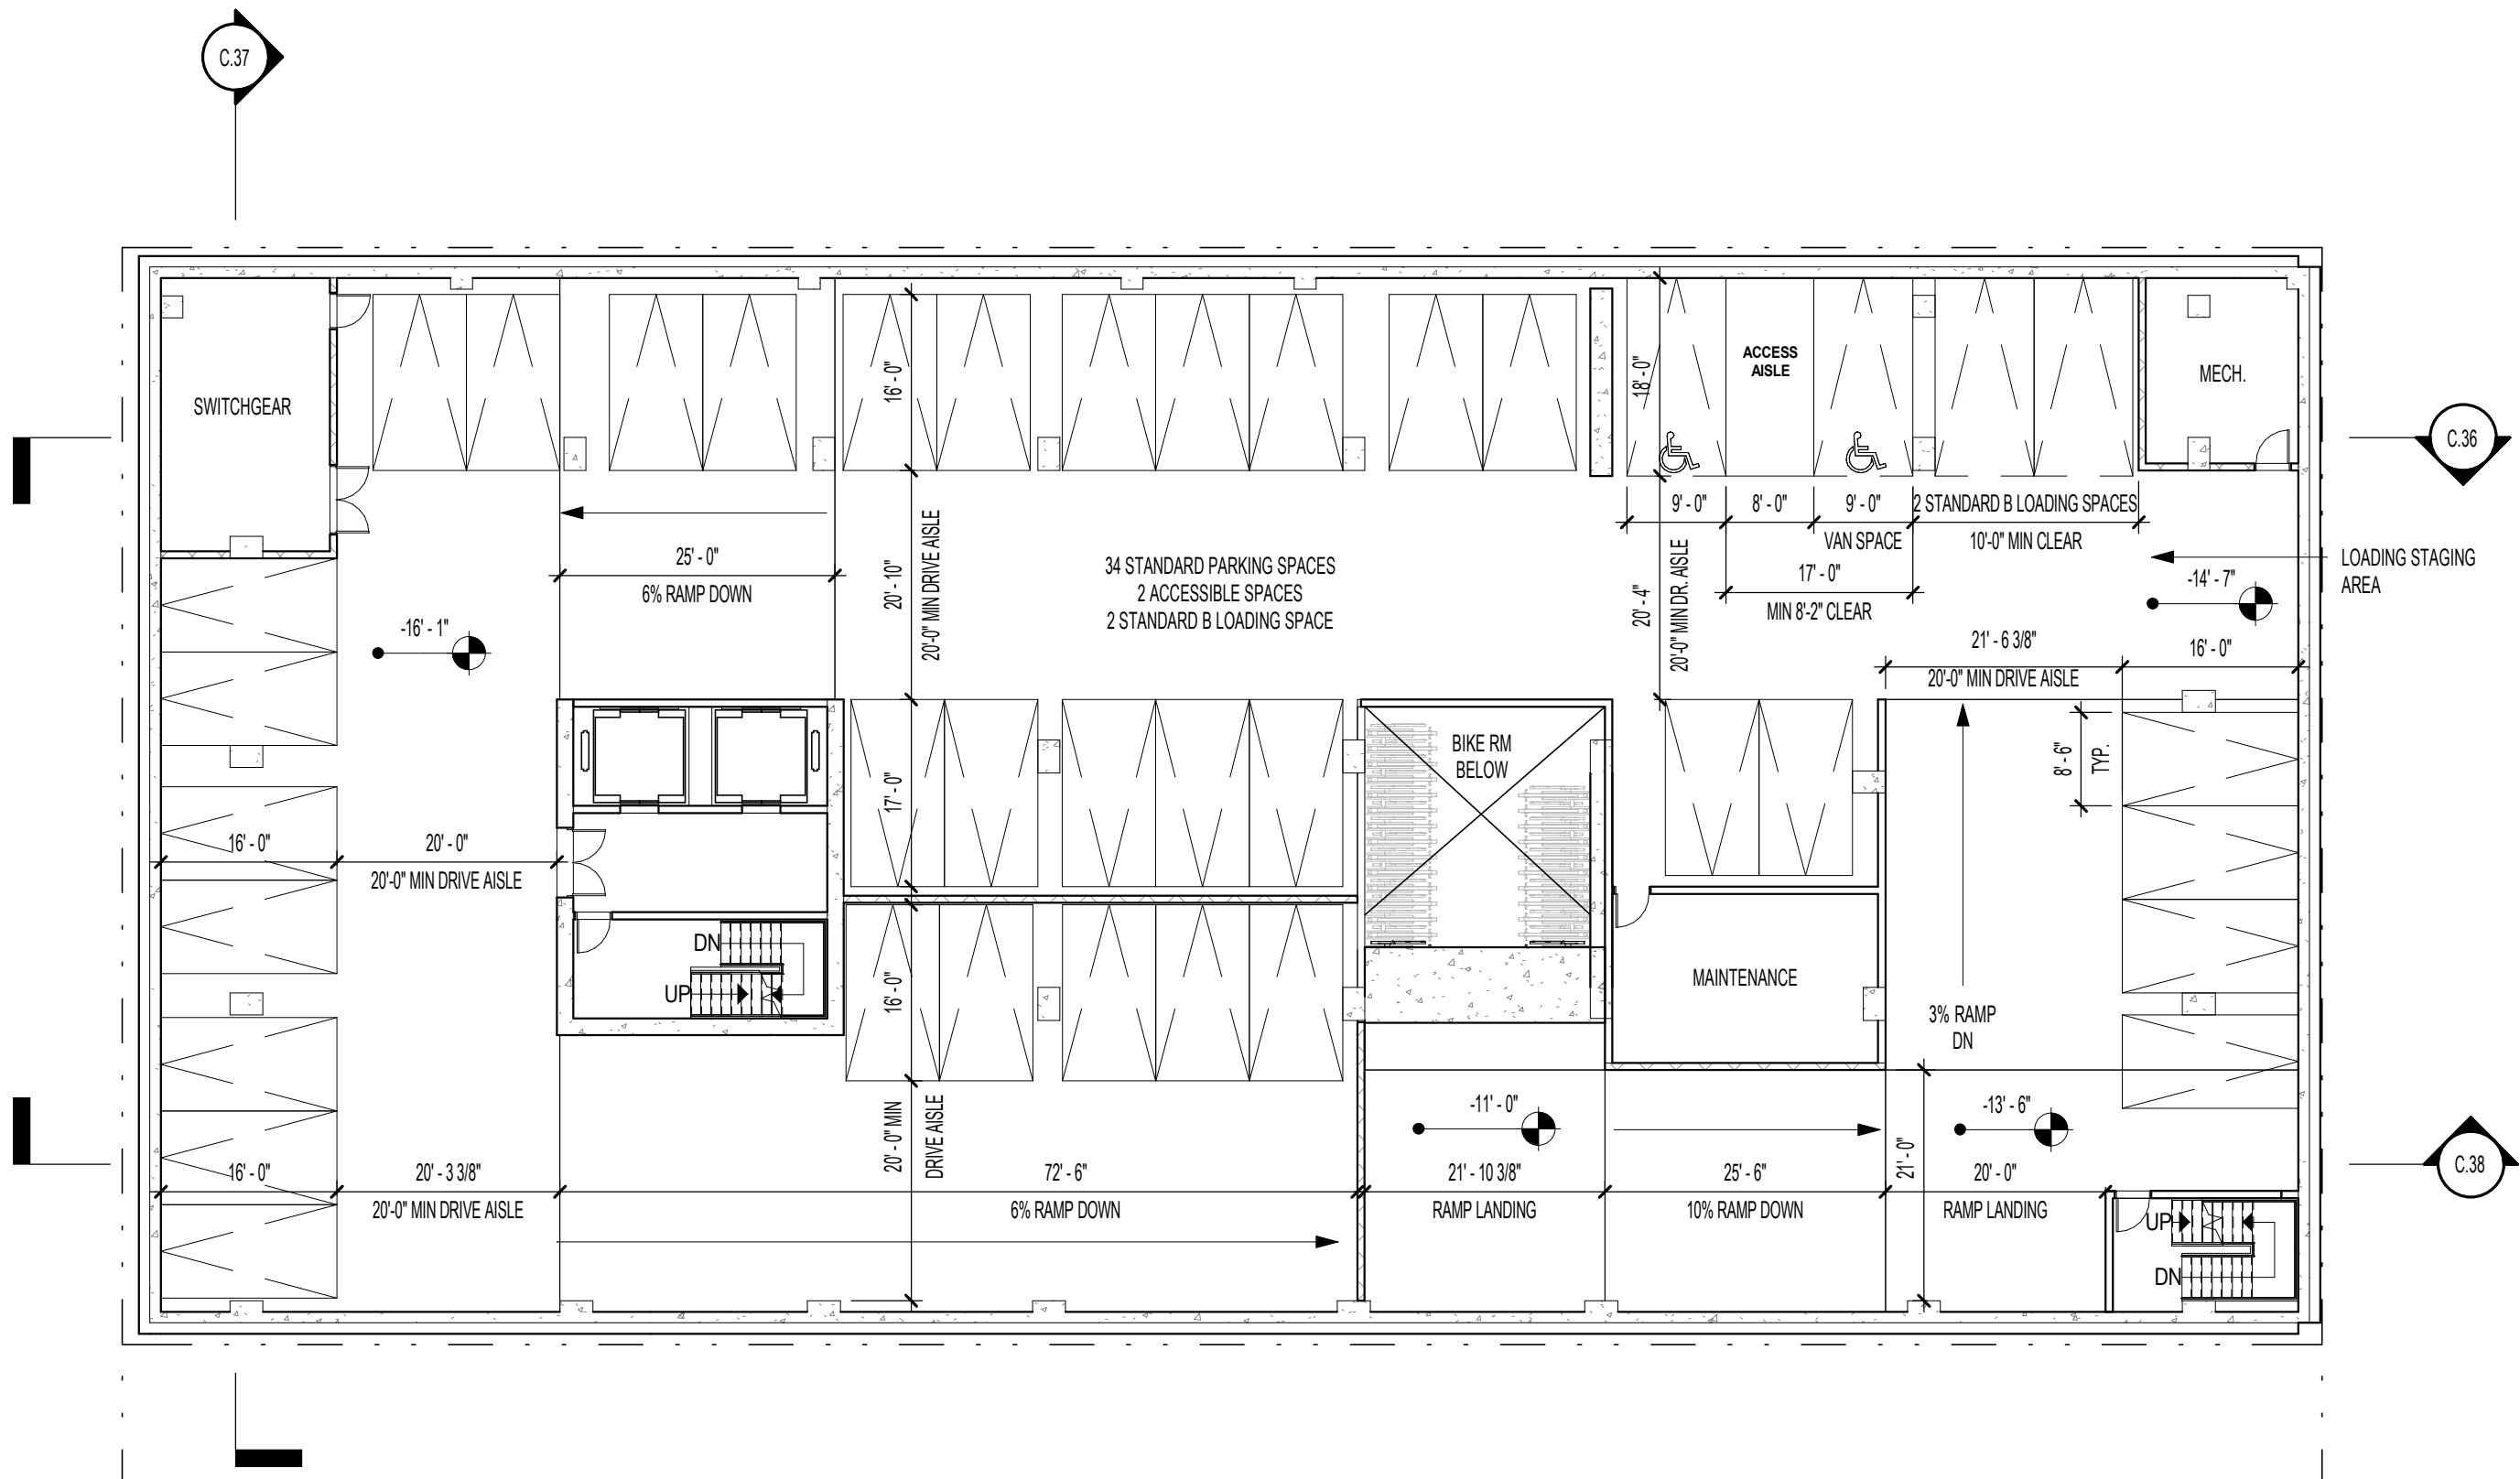 C.37
SWITCHGEAR
16' - 0"
18' - 0"
ACCESS
AISLE
MECH.
C.36
9' - 0"
8' - 0"
9' - 0"
2 STANDARD B LOADING SPACES
VAN SPACE
10'-0" MIN CLEAR
25' - 0"
6% RAMP DOWN
20' - 10"
20'-0" MIN DRIVE AISLE
34 STANDARD PARKING SPACES
2 ACCESSIBLE SPACES
2 STANDARD B LOADING SPACE
20' - 4"
20'-0" MIN DR. AISLE
17' - 0"
MIN 8'-2" CLEAR
LOADING STAGING
AREA
-14' - 7"
-16' - 1"
21' - 6 3/8"
20'-0" MIN DRIVE AISLE
16' - 0"
BIKE RM
BELOW
8' - 6"
TYP.
17' - 0"
16' - 0"
20' - 0"
20'-0" MIN DRIVE AISLE
DN
UP
16' - 0"
MAINTENANCE
3% RAMP
DN
-11' - 0"
-13' - 6"
20' - 0" MIN
DRIVE AISLE
21' - 0"
C.38
16' - 0"
20' - 3 3/8"
20'-0" MIN DRIVE AISLE
72' - 6"
6% RAMP DOWN
21' - 10 3/8"
RAMP LANDING
25' - 6"
10% RAMP DOWN
20' - 0"
RAMP LANDING
UP
DN